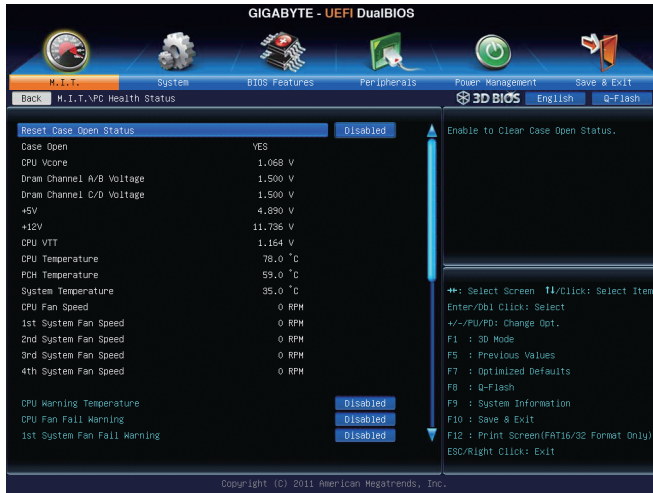 GIGABYTE - UEFI DualBIOS
M.I.T. System BIOS Features Peripherals Power Management Save & Exit
Back M.I.T.\PC Health Status 3D BIOS English Q-Flash
Reset Case Open Status Disabled
Case Open YES
CPU Vcore 1.068 V
Dram Channel A/B Voltage 1.500 V
Dram Channel C/D Voltage 1.500 V
+5V 4.890 V
+12V 11.736 V
CPU VTT 1.164 V
CPU Temperature 78.0 °C
PCH Temperature 59.0 °C
System Temperature 35.0 °C
CPU Fan Speed 0 RPM
1st System Fan Speed 0 RPM
2nd System Fan Speed 0 RPM
3rd System Fan Speed 0 RPM
4th System Fan Speed 0 RPM
CPU Warning Temperature Disabled
CPU Fan Fail Warning Disabled
1st System Fan Fail Warning Disabled
Enable to Clear Case Open Status.
→←: Select Screen ↑↓/Click: Select Item
Enter/Dbl Click: Select
+/-/PU/PD: Change Opt.
F1 : 3D Mode
F5 : Previous Values
F7 : Optimized Defaults
F8 : Q-Flash
F9 : System Information
F10 : Save & Exit
F12 : Print Screen(FAT16/32 Format Only)
ESC/Right Click: Exit
Copyright (C) 2011 American Megatrends, Inc.